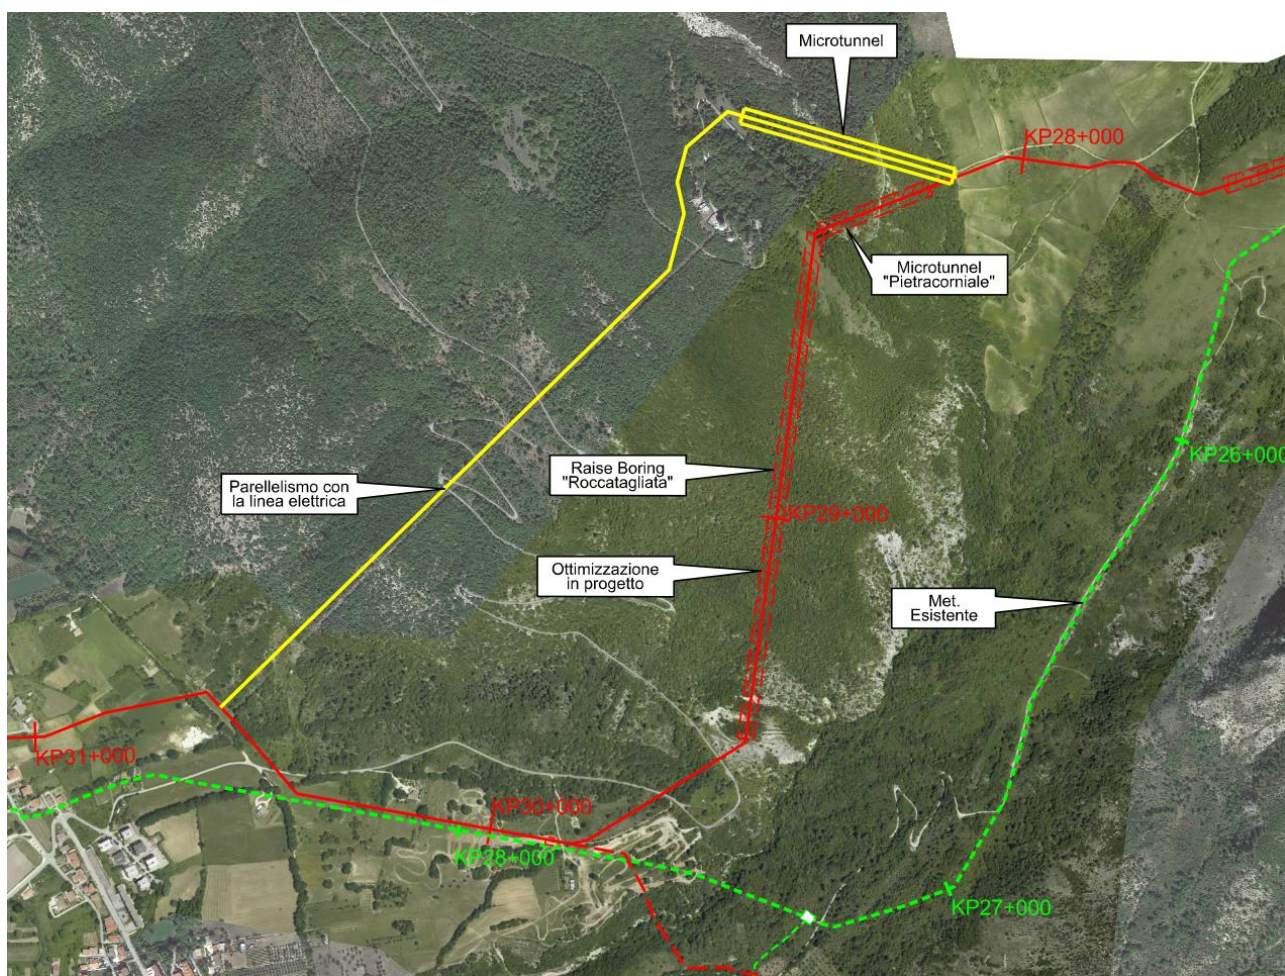 Microtunnel
KP28+000
Microtunnel
"Pietracorniale"
KP26+000
Raise Boring
"Roccatagliata"
Parellelismo con
la linea elettrica
KP29+000
Ottimizzazione
in progetto
Met.
Esistente
KP31+000
KP30+000
KP28+000
KP27+000